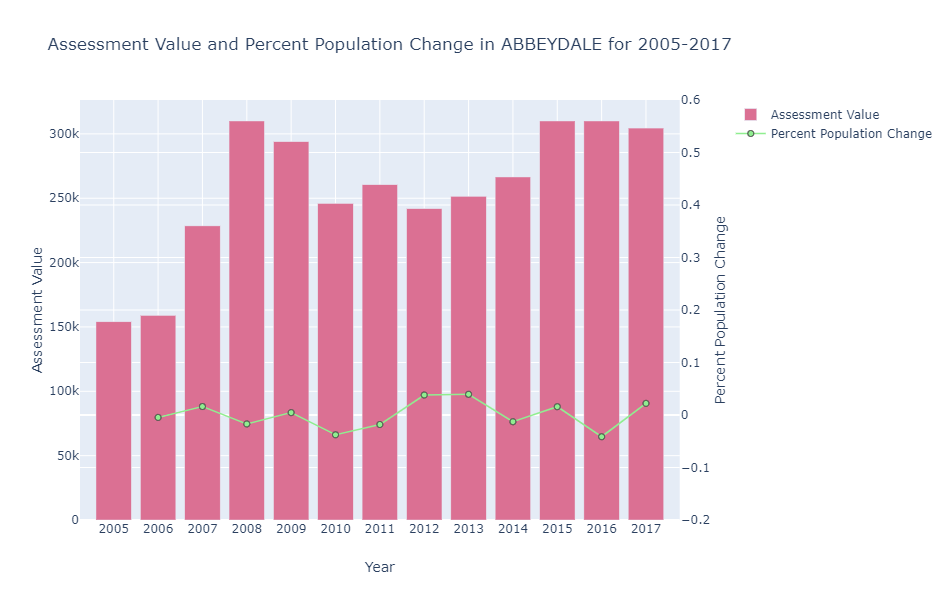 Assessment Value and Percent Population Change in ABBEYDALE for 2005-2017
Assessment Value
Percent Population Change
300k
250k
200k
150k
100k
50k
0
Assessment Value
0.6
0.5
0.4
0.3
0.2
0.1
0
−0.1
−0.2
Percent Population Change
2005 2006 2007 2008 2009 2010 2011 2012 2013 2014 2015 2016 2017
Year